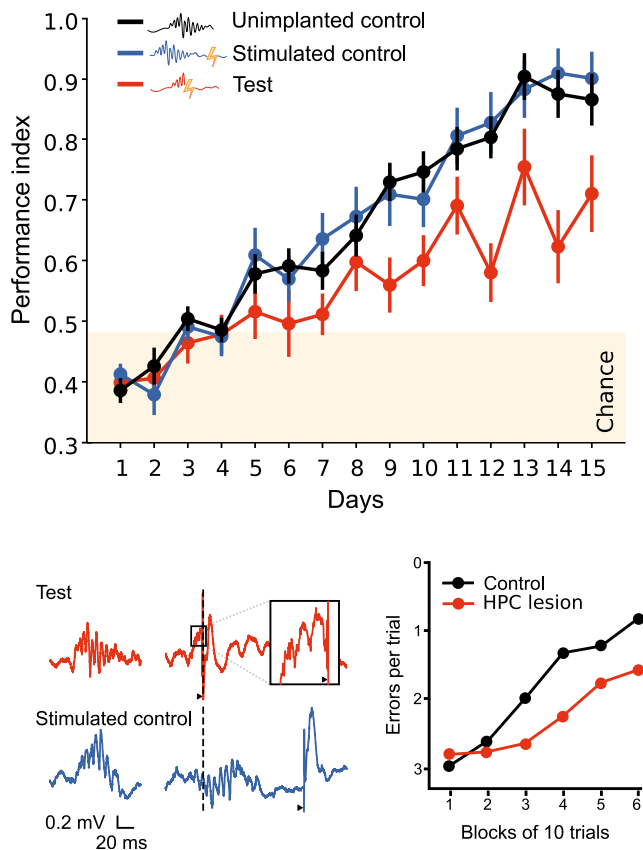 Performance index
1.0
0.9
0.8
0.7
0.6
0.5
0.4
0.3
Unimplanted control
Stimulated control
Test
Chance
1 2 3 4 5 6 7 8 9 10 11 12 13 14 15
Days
Test
Stimulated control
0.2 mV
20 ms
Errors per trial
0
1
2
3
Control
HPC lesion
1 2 3 4 5 6
Blocks of 10 trials